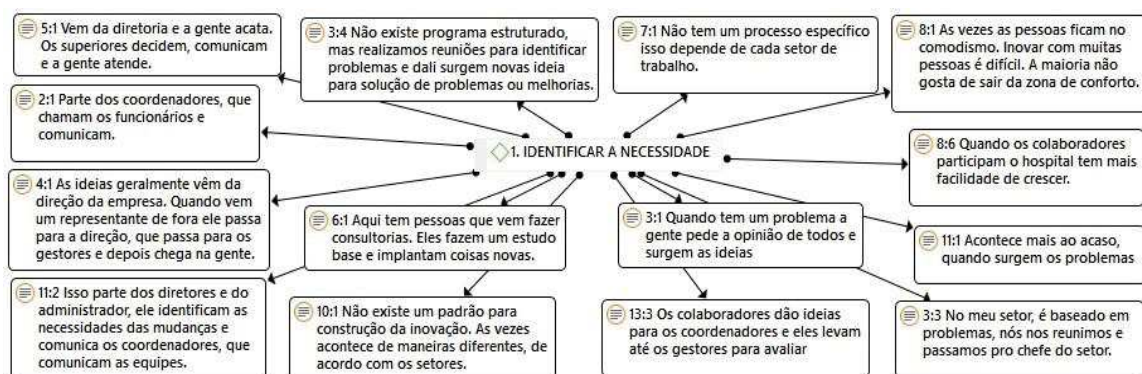 5:1 Vem da diretoria e a gente acata.
Os superiores decidem, comunicam
e a gente atende.
3:4 Não existe programa estruturado,
mas realizamos reuniões para identificar
problemas e dali surgem novas ideia
para solução de problemas ou melhorias.
7:1 Não tem um processo específico
isso depende de cada setor de
trabalho.
8:1 As vezes as pessoas ficam no
comodismo. Inovar com muitas
pessoas é difícil. A maioria não
gosta de sair da zona de conforto.
2:1 Parte dos coordenadores, que
chamam os funcionários e
comunicam.
1. IDENTIFICAR A NECESSIDADE
8:6 Quando os colaboradores
participam o hospital tem mais
facilidade de crescer.
4:1 As ideias geralmente vêm da
direção da empresa. Quando vem
um representante de fora ele passa
para a direção, que passa para os
gestores e depois chega na gente.
6:1 Aqui tem pessoas que vem fazer
consultorias. Eles fazem um estudo
base e implantam coisas novas.
3:1 Quando tem um problema a
gente pede a opinião de todos e
surgem as ideias
11:1 Acontece mais ao acaso,
quando surgem os problemas
11:2 Isso parte dos diretores e do
administrador, ele identificam as
necessidades das mudanças e
comunica os coordenadores, que
comunicam as equipes.
10:1 Não existe um padrão para
construção da inovação. As vezes
acontece de maneiras diferentes, de
acordo com os setores.
13:3 Os colaboradores dão ideias
para os coordenadores e eles levam
até os gestores para avaliar
3:3 No meu setor, é baseado em
problemas, nós nos reunimos e
passamos pro chefe do setor.